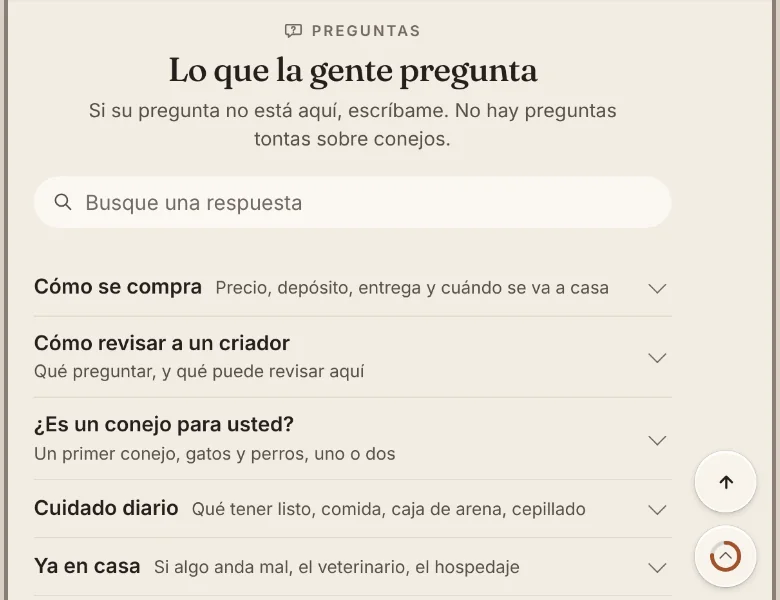 PREGUNTAS
Lo que la gente pregunta
Si su pregunta no está aquí, escríbame. No hay preguntas
tontas sobre conejos.
Busque una respuesta
Cómo se compra Precio, depósito, entrega y cuándo se va a casa
Cómo revisar a un criador
Qué preguntar, y qué puede revisar aquí
¿Es un conejo para usted?
Un primer conejo, gatos y perros, uno o dos
Cuidado diario Qué tener listo, comida, caja de arena, cepillado
Ya en casa Si algo anda mal, el veterinario, el hospedaje